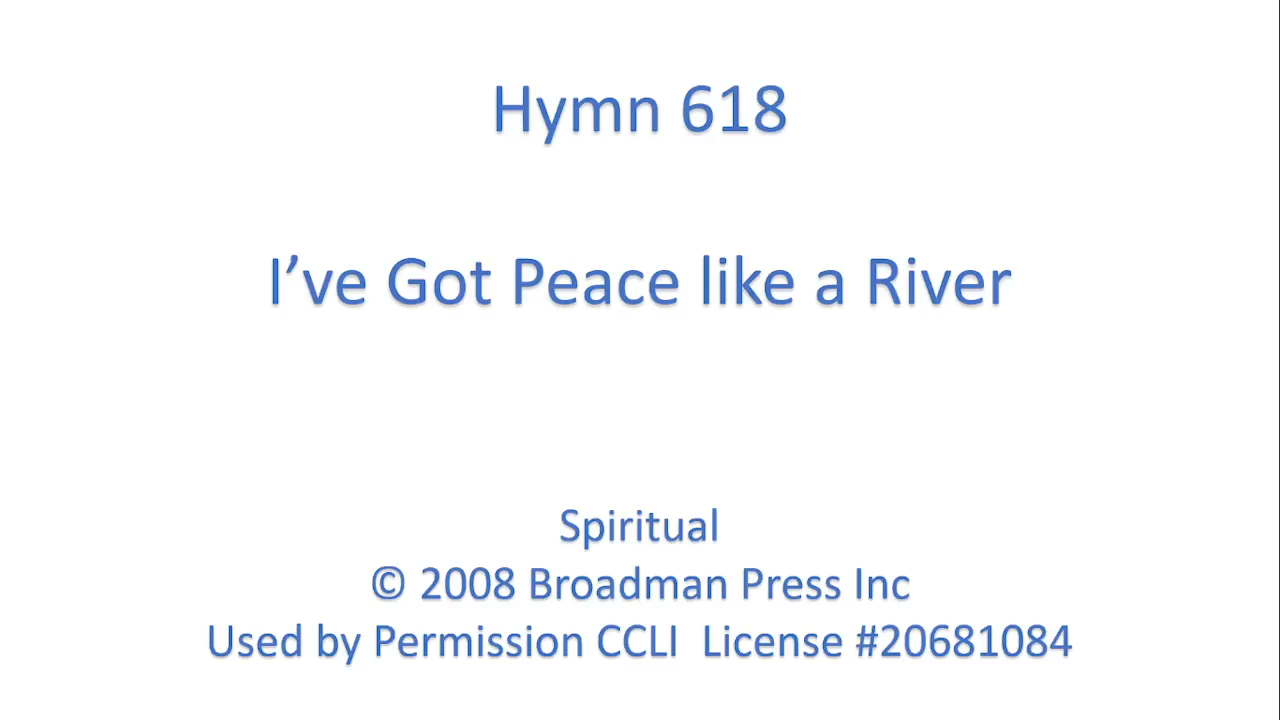 Hymn 618
I’ve Got Peace like a River
Spiritual
© 2008 Broadman Press Inc
Used by Permission CCLI  License #20681084